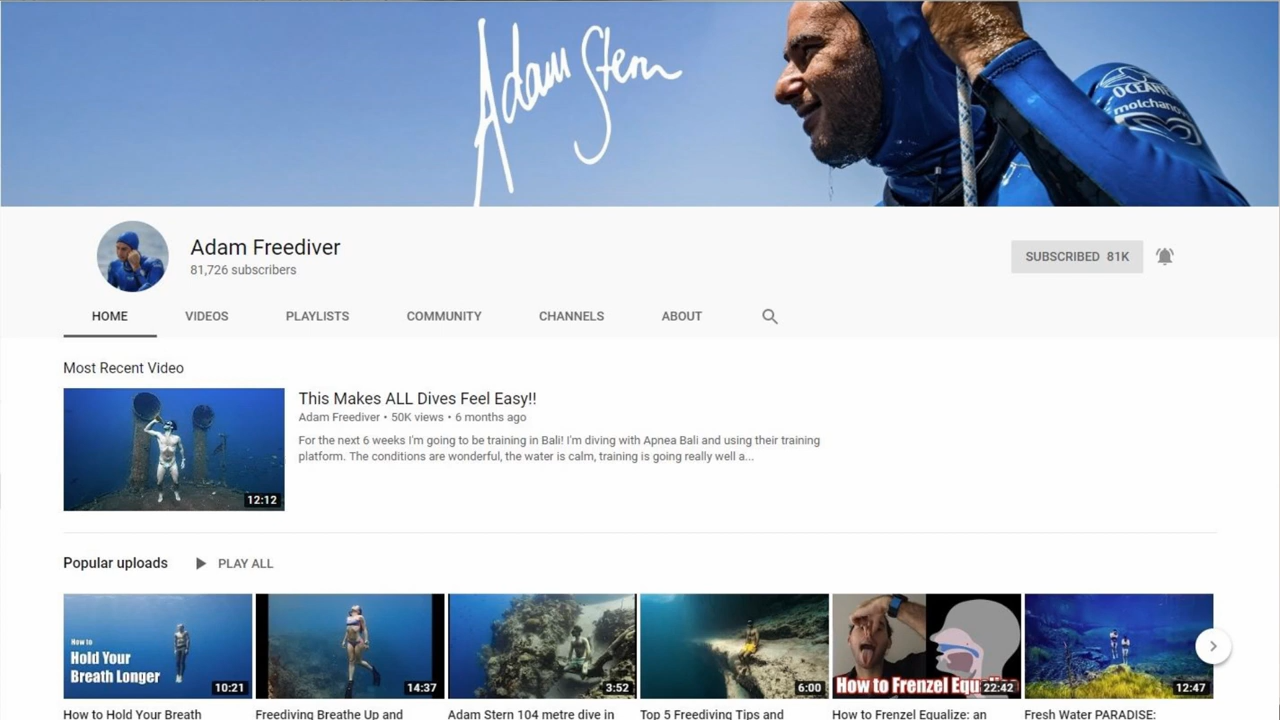 Adam Stern
OCEAN
molchano
Adam Freediver
81,726 subscribers
SUBSCRIBED 81K
HOME VIDEOS PLAYLISTS COMMUNITY CHANNELS ABOUT
Most Recent Video
This Makes ALL Dives Feel Easy!!
Adam Freediver • 50K views • 6 months ago
For the next 6 weeks I'm going to be training in Bali! I'm diving with Apnea Bali and using their training
platform. The conditions are wonderful, the water is calm, training is going really well a...
12:12
Popular uploads PLAY ALL
How to
Hold Your
Breath Longer
10:21
14:37
3:52
6:00
How to Frenzel Equ
22:42
12:47
How to Hold Your Breath
Freediving Breathe Up and
Adam Stern 104 metre dive in
Top 5 Freediving Tips and
How to Frenzel Equalize: an
Fresh Water PARADISE: